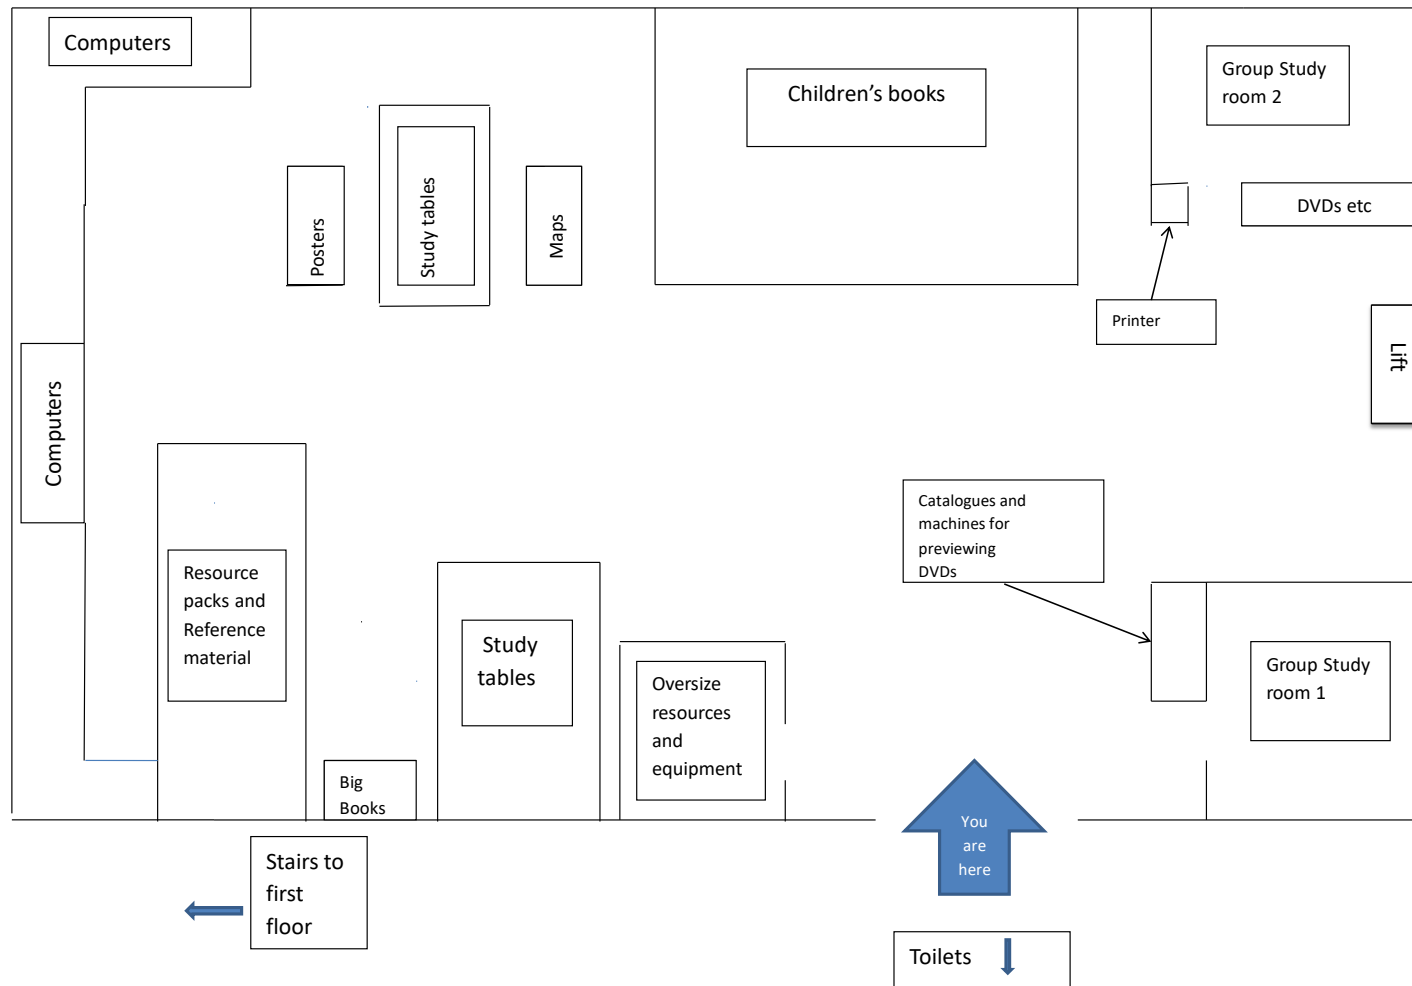 Computers
Children's books
Group Study
room 2
Posters
Study tables
Maps
DVDs etc
Printer
Lift
Computers
Catalogues and
machines for
previewing
DVDs
Resource
packs and
Reference
material
Study
tables
Oversize
resources
and
equipment
Group Study
room 1
Big
Books
You
are
here
Stairs to
first
floor
Toilets